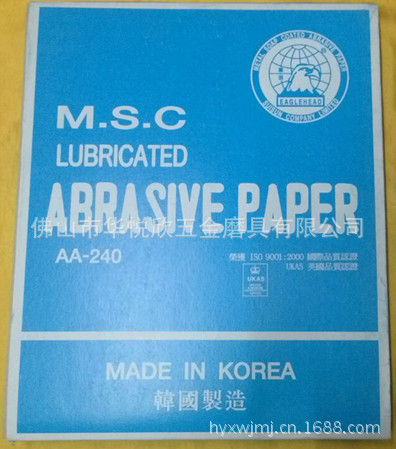 METAL SOAP COATED ABRASIVE PAPER
EAGLEHEAD
COMPANY LIMITED
M.S.C
LUBRICATED
ABRASIVE PAPER
佛山市华悦欣五金磨具有限公司
AA-240
榮獲 ISO 9001:2000 國際品質認證
UKAS 英國品質認證
UKAS
MADE IN KOREA
韓國製造
hyxwjmj.cn.1688.com